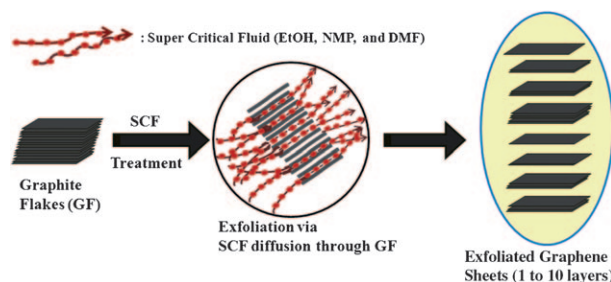 : Super Critical Fluid (EtOH, NMP, and DMF)
SCF
Treatment
Graphite
Flakes (GF)
Exfoliation via
SCF diffusion through GF
Exfoliated Graphene
Sheets (1 to 10 layers)